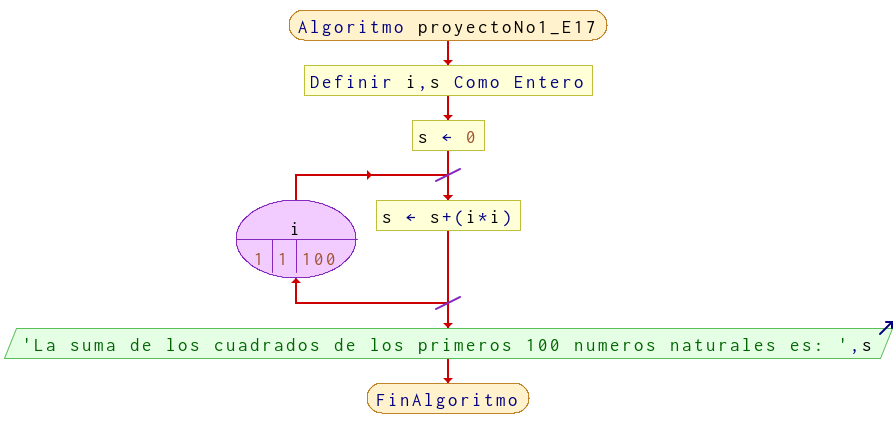 Algoritmo proyectoNo1_E17
Definir i,s Como Entero
s ← 0
s ← s+(i*i)
i
1 1 100
'La suma de los cuadrados de los primeros 100 numeros naturales es: ',s
FinAlgoritmo